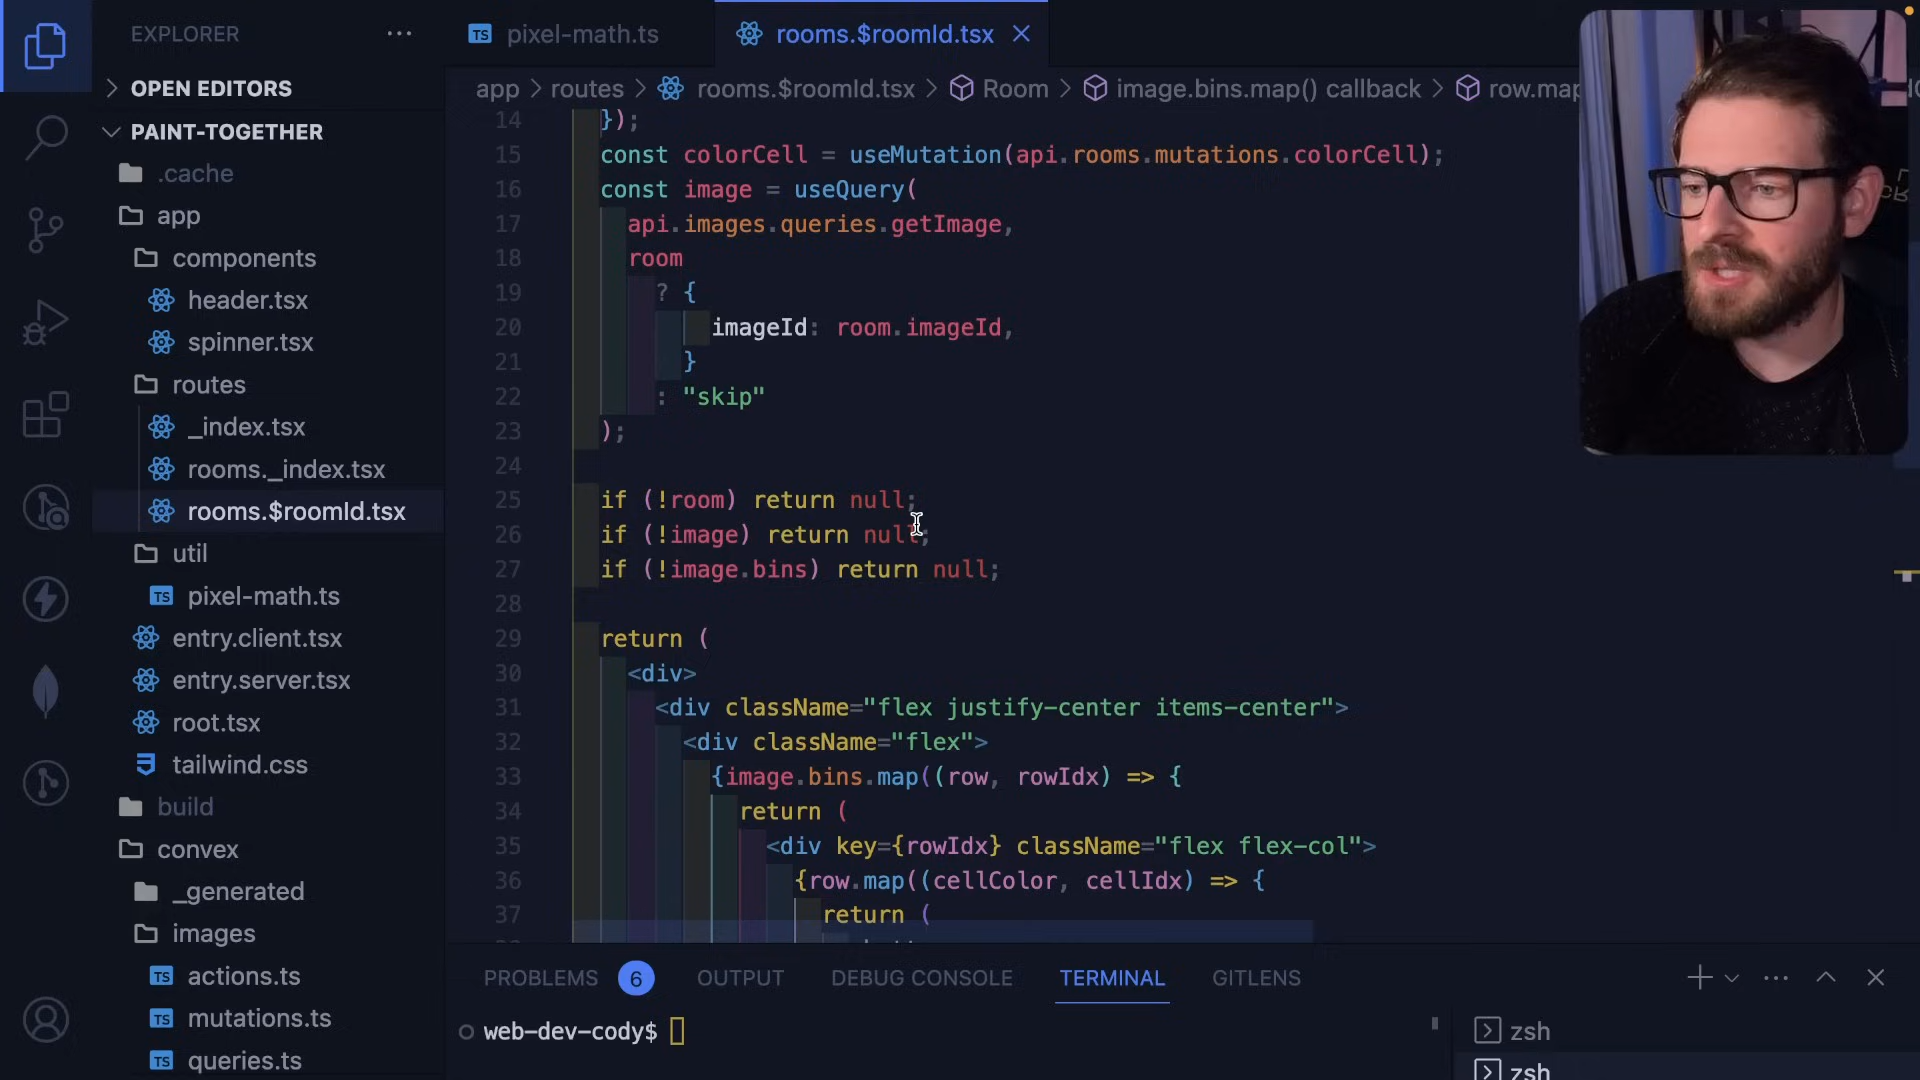 EXPLORER
OPEN EDITORS
PAINT-TOGETHER
.cache
app
components
header.tsx
spinner.tsx
routes
_index.tsx
rooms._index.tsx
rooms.$roomId.tsx
util
TS pixel-math.ts
entry.client.tsx
entry.server.tsx
root.tsx
tailwind.css
build
convex
_generated
images
TS actions.ts
TS mutations.ts
TS queries.ts
TS pixel-math.ts
rooms.$roomId.tsx
app > routes > rooms.$roomId.tsx > Room > image.bins.map() callback > row.map
14 });
15 const colorCell = useMutation(api.rooms.mutations.colorCell);
16 const image = useQuery(
17 api.images.queries.getImage,
18 room
19 ? {
20 imageId: room.imageId,
21 }
22 : "skip"
23 );
24
25 if (!room) return null;
26 if (!image) return null;
27 if (!image.bins) return null;
28
29 return (
30 <div>
31 <div className="flex justify-center items-center">
32 <div className="flex">
33 {image.bins.map((row, rowIdx) => {
34 return (
35 <div key={rowIdx} className="flex flex-col">
36 {row.map((cellColor, cellIdx) => {
37 return (
PROBLEMS 6 OUTPUT DEBUG CONSOLE TERMINAL GITLENS
web-dev-cody$
zsh
zsh